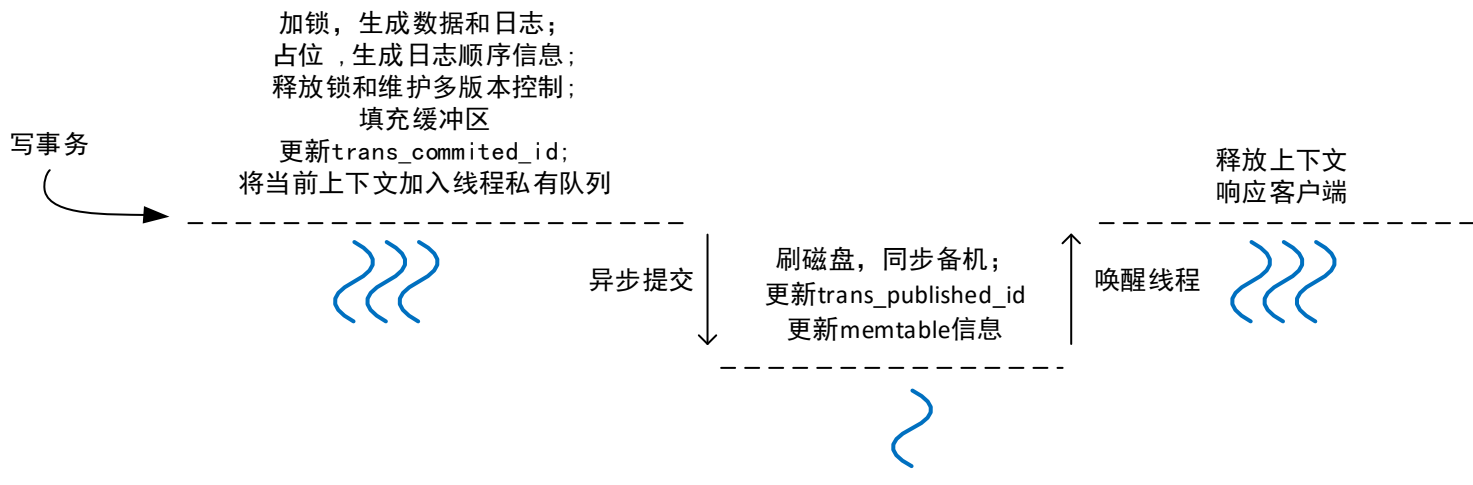 加锁，生成数据和日志；
占位 ,生成日志顺序信息;
释放锁和维护多版本控制;
填充缓冲区
更新trans_commited_id;
将当前上下文加入线程私有队列
写事务
异步提交
刷磁盘，同步备机；
更新trans_published_id
更新memtable信息
唤醒线程
释放上下文
响应客户端